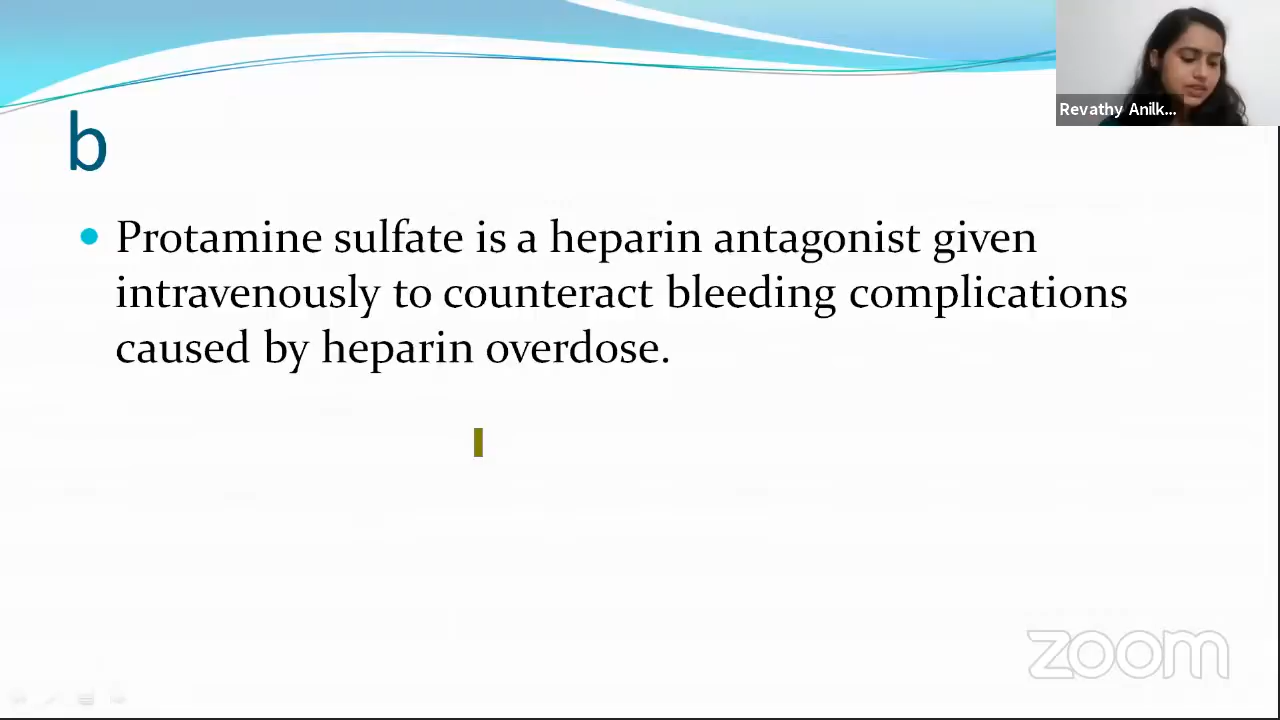 Revathy Anilk...
b
Protamine sulfate is a heparin antagonist given
intravenously to counteract bleeding complications
caused by heparin overdose.
zoom